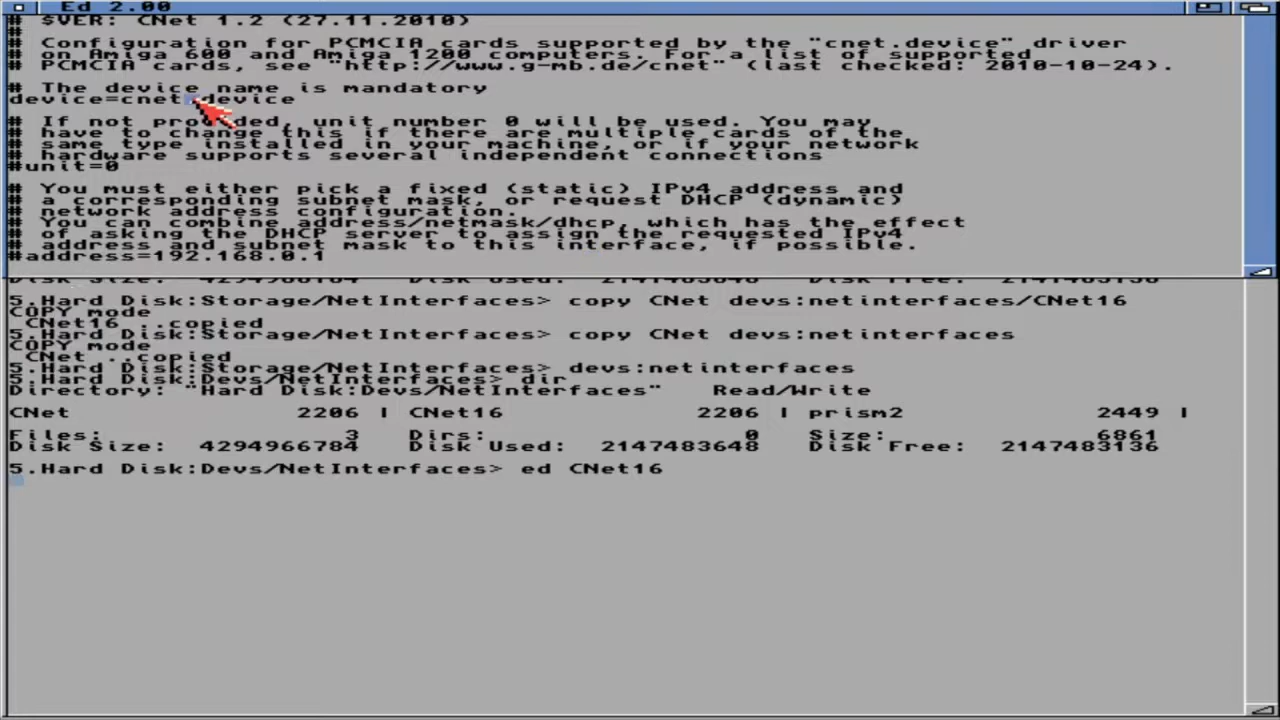 Ed 2.00
# $VER: CNet 1.2 (27.11.2010)
#
# Configuration for PCMCIA cards supported by the "cnet.device" driver
# on Amiga 600 and Amiga 1200 computers. For a list of supported
# PCMCIA cards, see "http://www.g-mb.de/cnet" (last checked: 2010-10-24).
# The device name is mandatory
device=cnet device
# If not provided, unit number 0 will be used. You may
# have to change this if there are multiple cards of the
# same type installed in your machine, or if your network
# hardware supports several independent connections
#unit=0
# You must either pick a fixed (static) IPv4 address and
# a corresponding subnet mask, or request DHCP (dynamic)
# network address configuration.
# You can combine address/netmask/dhcp, which has the effect
# of asking the DHCP server to assign the requested IPv4
# address and subnet mask to this interface, if possible.
#address=192.168.0.1
Disk Size: 4294966784 Disk Used: 2147483648 Disk Free: 2147483136
5.Hard Disk:Storage/NetInterfaces> copy CNet devs:netinterfaces/CNet16
COPY mode
CNet16 ..copied
5.Hard Disk:Storage/NetInterfaces> copy CNet devs:netinterfaces
COPY mode
CNet ..copied
5.Hard Disk:Storage/NetInterfaces> devs:netinterfaces
5.Hard Disk:Devs/NetInterfaces> dir
Directory: "Hard Disk:Devs/NetInterfaces" Read/Write
CNet 2206 | CNet16 2206 | prism2 2449 |
Files: 3 Dirs: 0 Size: 6861
Disk Size: 4294966784 Disk Used: 2147483648 Disk Free: 2147483136
5.Hard Disk:Devs/NetInterfaces> ed CNet16